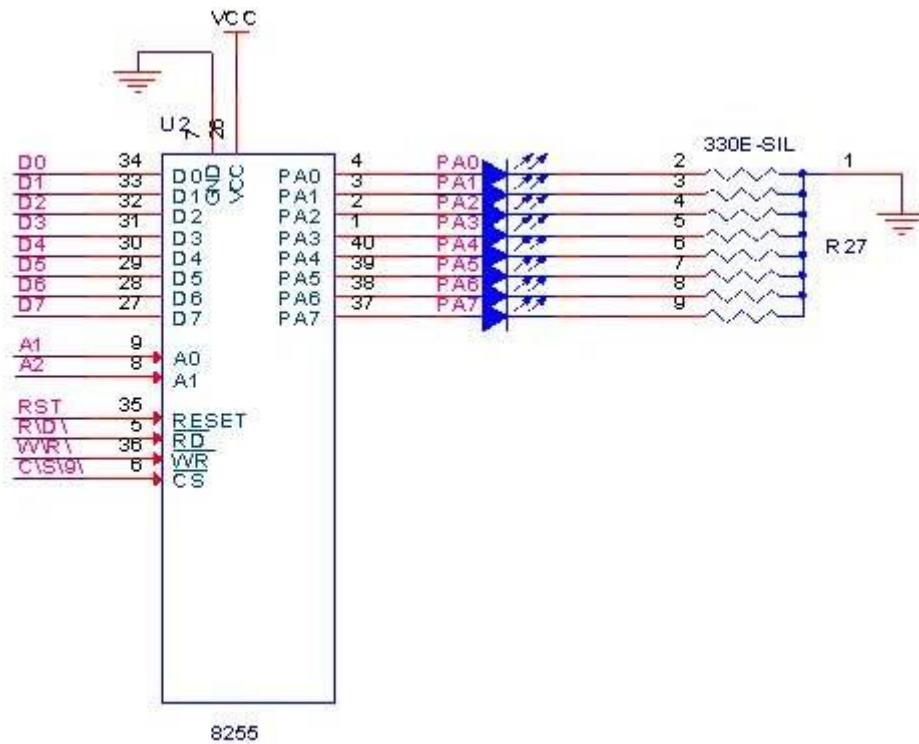 VCC
U2
7 26
GND
VCC
D0 34 D0 PA0 4 PA0 2 330E-SIL 1
D1 33 D1 PA1 3 PA1 3
D2 32 D2 PA2 2 PA2 4
D3 31 D3 PA3 1 PA3 5
D4 30 D4 PA4 40 PA4 6 R27
D5 29 D5 PA5 39 PA5 7
D6 28 D6 PA6 38 PA6 8
D7 27 D7 PA7 37 PA7 9
A1 9 A0
A2 8 A1
RST 35 RESET
R\D\ 5 RD
W\R\ 36 WR
C\S\9\ 6 CS
8255